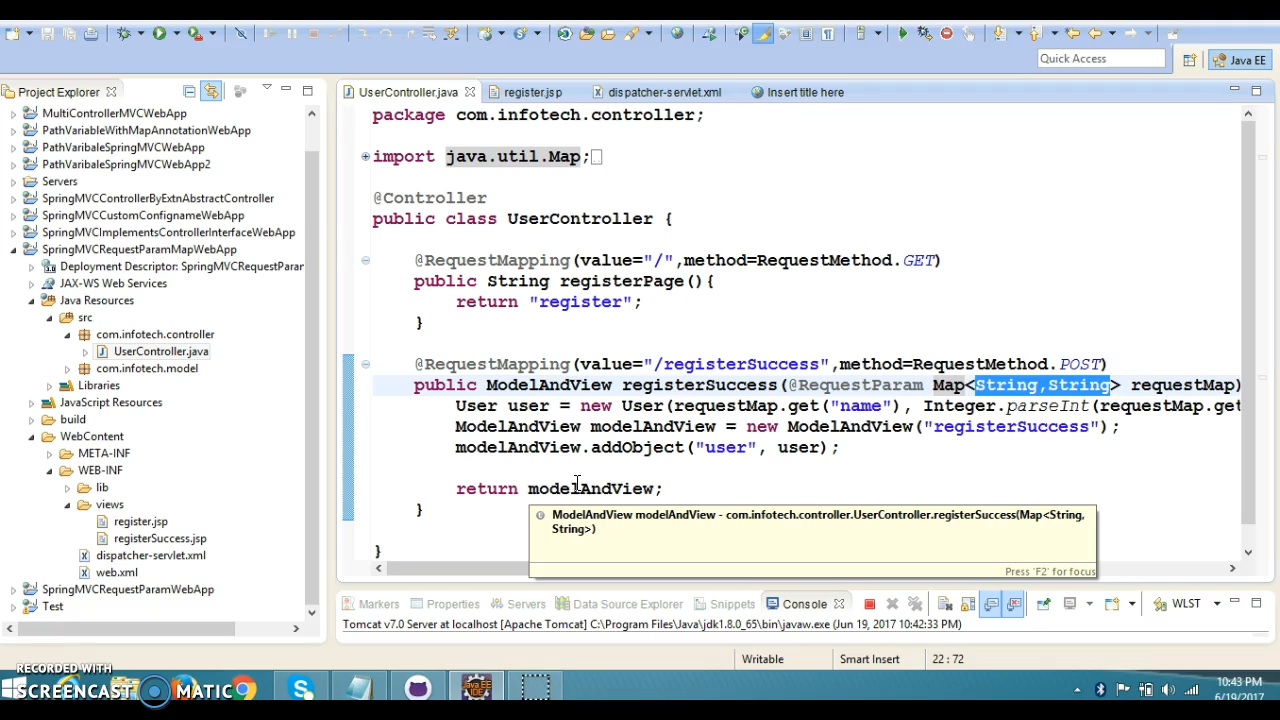 Quick Access
Java EE
Project Explorer
MultiControllerMVCWebApp
PathVariableWithMapAnnotationWebApp
PathVaribaleSpringMVCWebApp
PathVaribaleSpringMVCWebApp2
Servers
SpringMVCControllerByExtnAbstractController
SpringMVCCustomConfignameWebApp
SpringMVCImplementsControllerInterfaceWebApp
SpringMVCRequestParamMapWebApp
Deployment Descriptor: SpringMVCRequestParam
JAX-WS Web Services
Java Resources
src
com.infotech.controller
UserController.java
com.infotech.model
Libraries
JavaScript Resources
build
WebContent
META-INF
WEB-INF
lib
views
register.jsp
registerSuccess.jsp
dispatcher-servlet.xml
web.xml
SpringMVCRequestParamWebApp
Test
UserController.java register.jsp dispatcher-servlet.xml Insert title here
package com.infotech.controller;
import java.util.Map;
@Controller
public class UserController {
@RequestMapping(value="/",method=RequestMethod.GET)
public String registerPage(){
return "register";
}
@RequestMapping(value="/registerSuccess",method=RequestMethod.POST)
public ModelAndView registerSuccess(@RequestParam Map<String,String> requestMap)
User user = new User(requestMap.get("name"), Integer.parseInt(requestMap.get
ModelAndView modelAndView = new ModelAndView("registerSuccess");
modelAndView.addObject("user", user);
return modelAndView;
}
ModelAndView modelAndView - com.infotech.controller.UserController.registerSuccess(Map<String,
String>)
Press 'F2' for focus
}
Markers Properties Servers Data Source Explorer Snippets Console WLST
Tomcat v7.0 Server at localhost [Apache Tomcat] C:\Program Files\Java\jdk1.8.0_65\bin\javaw.exe (Jun 19, 2017 10:42:33 PM)
Writable Smart Insert 22 : 72
RECORDED WITH
SCREENCAST MATIC
Java EE
IDE
10:43 PM
6/19/2017